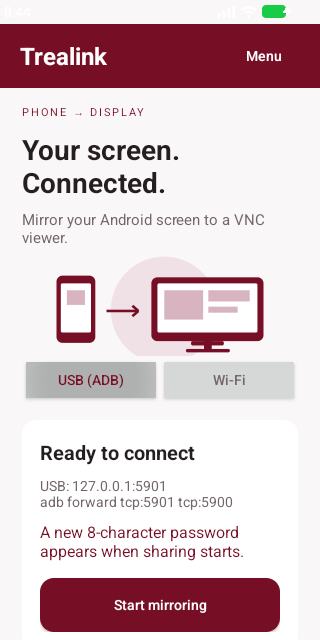 Trealink
Menu
PHONE → DISPLAY
Your screen.
Connected.
Mirror your Android screen to a VNC
viewer.
USB (ADB)
Wi-Fi
Ready to connect
USB: 127.0.0.1:5901
adb forward tcp:5901 tcp:5900
A new 8-character password
appears when sharing starts.
Start mirroring